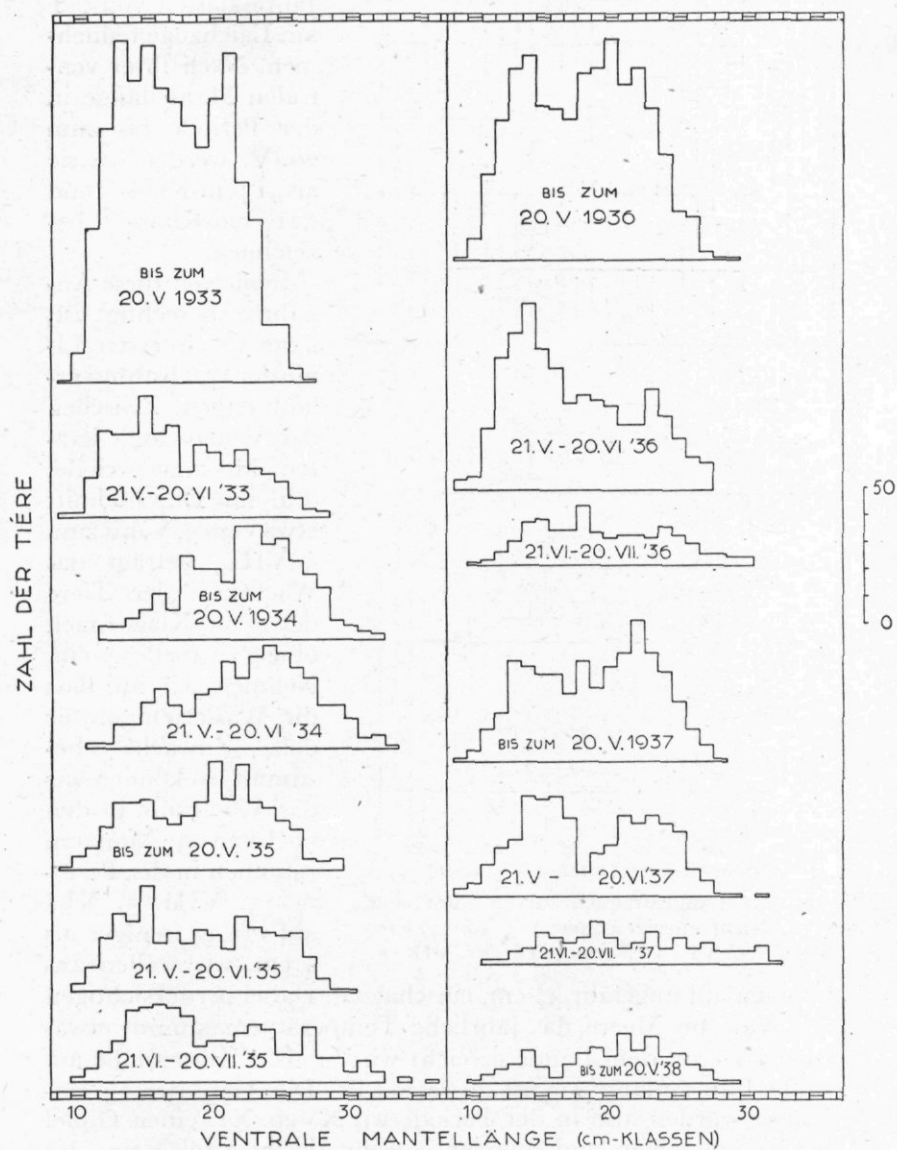 BIS ZUM
20.V 1933
21.V.-20.VI '33
BIS ZUM
20.V.1934
21.V.-20.VI.'34
BIS ZUM 20.V.'35
21.V.-20.VI.'35
21.VI.-20.VII.'35
BIS ZUM
20.V 1936
21.V.-20.VI '36
21.VI.-20.VII.'36
BIS ZUM 20.V.1937
21.V- 20.VI'37
21.VI.-20.VII. '37
BIS ZUM 20.V.'38
50
0
ZAHL DER TIÉRE
10 20 30 10 20 30
VENTRALE MANTELLÄNGE (cm-KLASSEN)